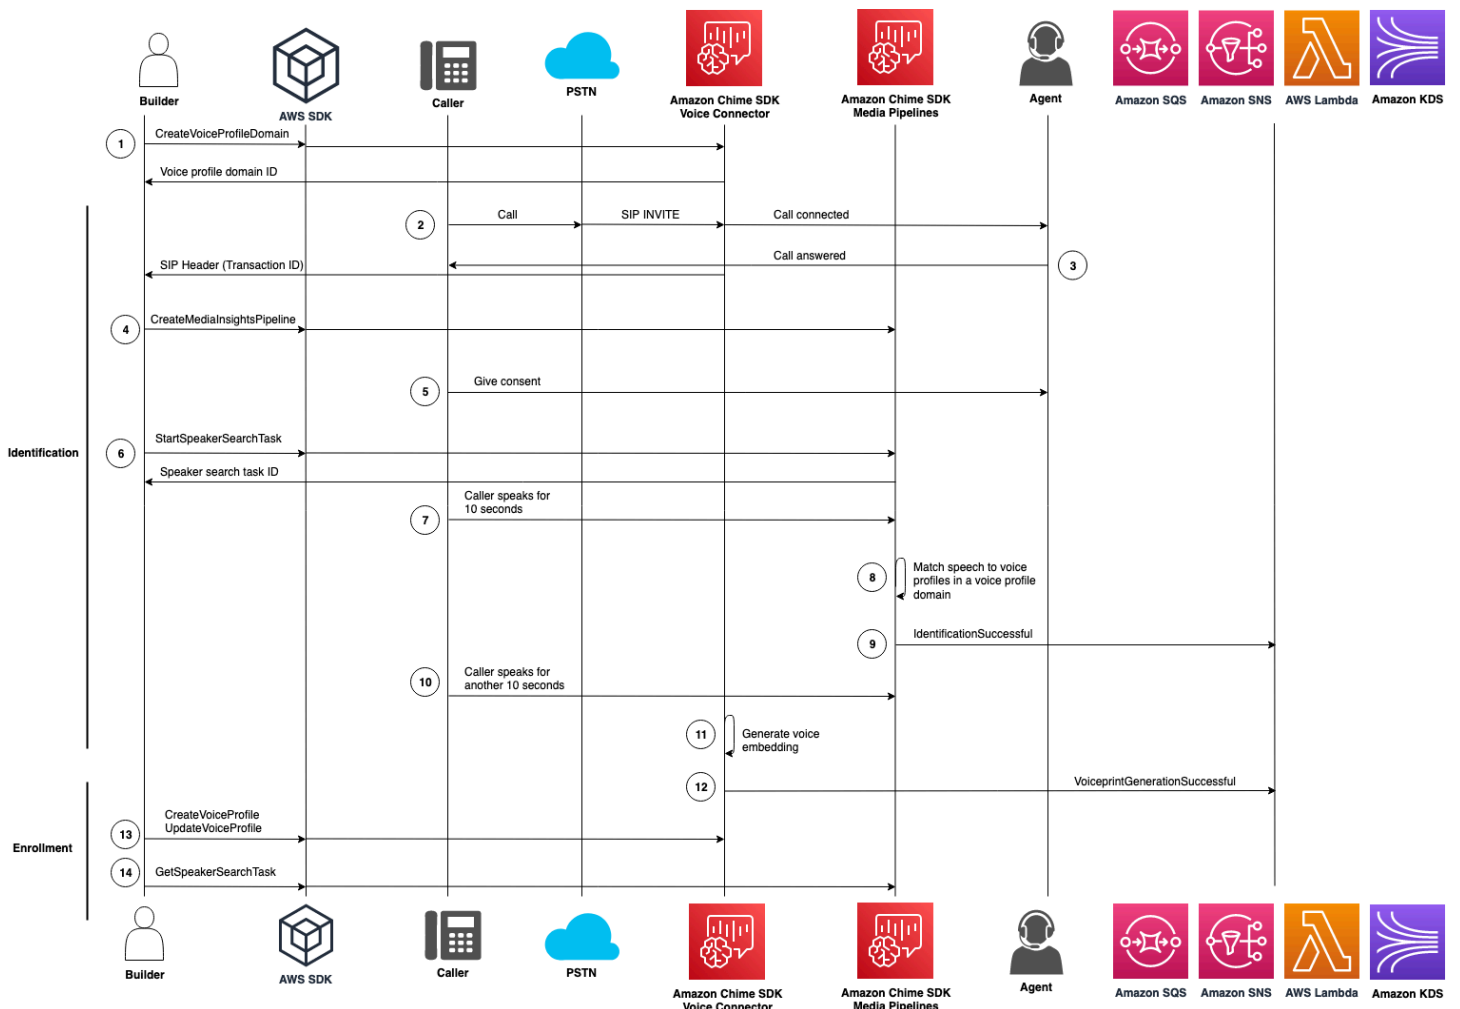 Builder
AWS SDK
Caller
PSTN
Amazon Chime SDK
Voice Connector
Amazon Chime SDK
Media Pipelines
Agent
Amazon SQS
Amazon SNS
AWS Lambda
Amazon KDS
1
CreateVoiceProfileDomain
Voice profile domain ID
2
Call
SIP INVITE
Call connected
Call answered
3
SIP Header (Transaction ID)
4
CreateMediaInsightsPipeline
5
Give consent
Identification
6
StartSpeakerSearchTask
Speaker search task ID
7
Caller speaks for
10 seconds
8
Match speech to voice
profiles in a voice profile
domain
9
IdentificationSuccessful
10
Caller speaks for
another 10 seconds
11
Generate voice
embedding
12
VoiceprintGenerationSuccessful
Enrollment
13
CreateVoiceProfile
UpdateVoiceProfile
14
GetSpeakerSearchTask
Builder
AWS SDK
Caller
PSTN
Amazon Chime SDK
Voice Connector
Amazon Chime SDK
Media Pipelines
Agent
Amazon SQS
Amazon SNS
AWS Lambda
Amazon KDS